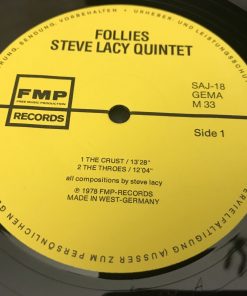 FOLLIES
STEVE LACY QUINTET
FMP
FREE MUSIC PRODUCTION
RECORDS
SAJ-18
GEMA
M 33
Side 1
1 THE CRUST / 13'28"
2 THE THROES / 12'04"
all compositions by steve lacy
℗ 1978 FMP-RECORDS
MADE IN WEST-GERMANY
SENDUNG, VORBEHALTEN! · URHEBER- UND LEISTUNGSSCHUTZ
VERVIELFÄLTIGUNG (AUSSER ZUM PERSÖNLICHEN